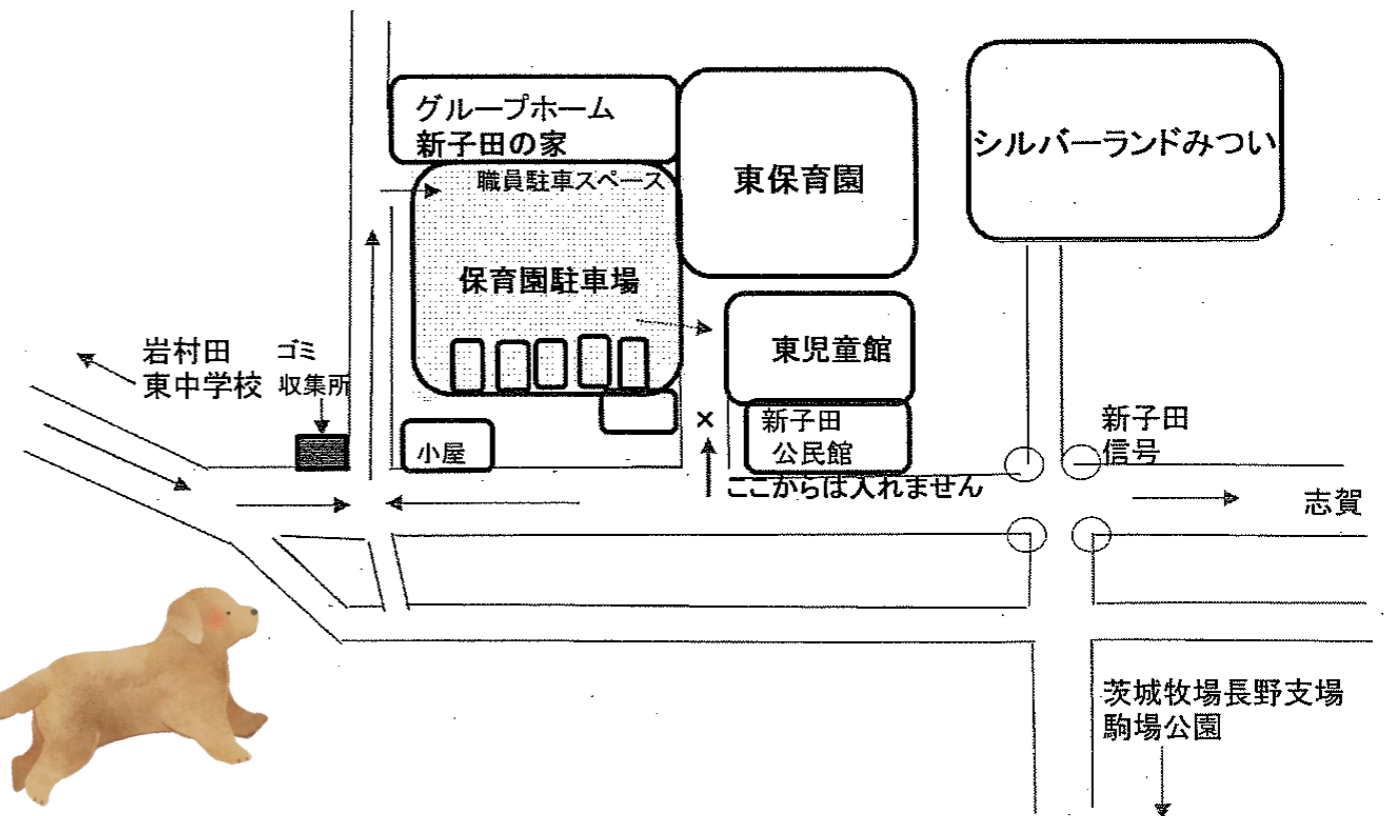 グループホーム
新子田の家
職員駐車スペース
保育園駐車場
東保育園
シルバーランドみつい
東児童館
岩村田
東中学校
ゴミ
収集所
小屋
×
新子田
公民館
ここからは入れません
新子田
信号
志賀
茨城牧場長野支場
駒場公園